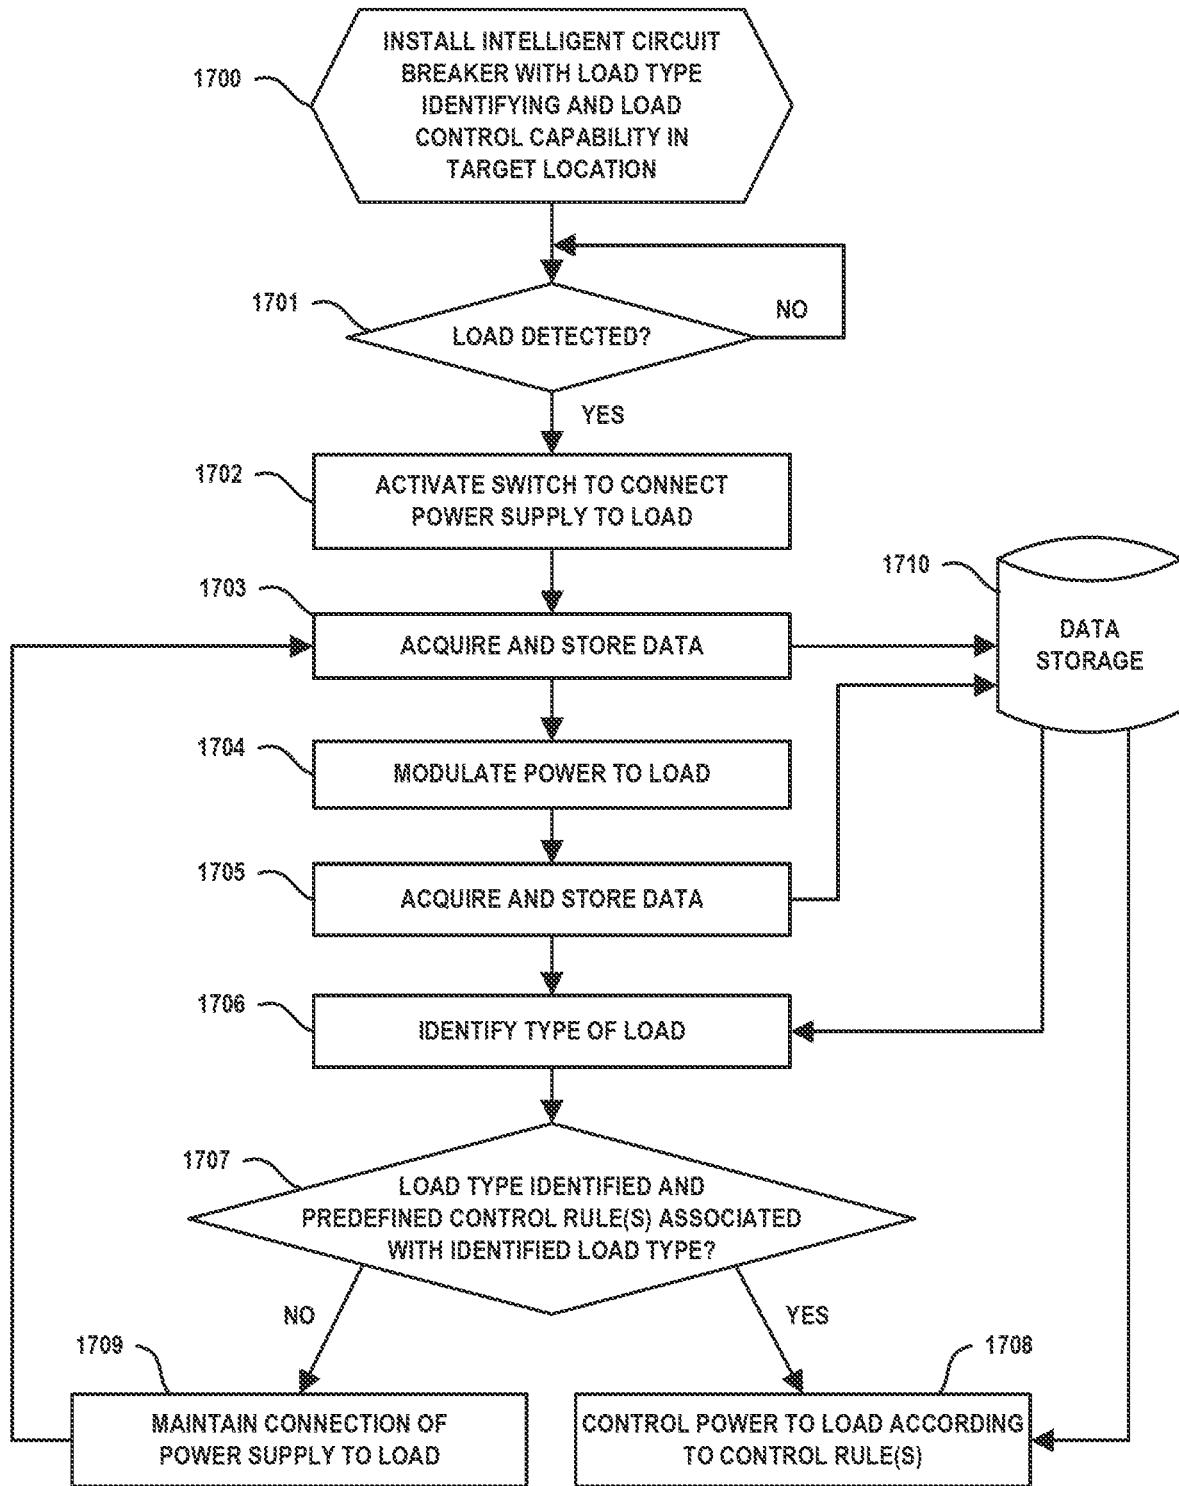 INSTALL INTELLIGENT CIRCUIT
BREAKER WITH LOAD TYPE
IDENTIFYING AND LOAD
CONTROL CAPABILITY IN
TARGET LOCATION
1700
1701
LOAD DETECTED?
NO
YES
1702
ACTIVATE SWITCH TO CONNECT
POWER SUPPLY TO LOAD
1703
ACQUIRE AND STORE DATA
1710
DATA
STORAGE
1704
MODULATE POWER TO LOAD
1705
ACQUIRE AND STORE DATA
1706
IDENTIFY TYPE OF LOAD
1707
LOAD TYPE IDENTIFIED AND
PREDEFINED CONTROL RULE(S) ASSOCIATED
WITH IDENTIFIED LOAD TYPE?
NO
YES
1709
MAINTAIN CONNECTION OF
POWER SUPPLY TO LOAD
1708
CONTROL POWER TO LOAD ACCORDING
TO CONTROL RULE(S)